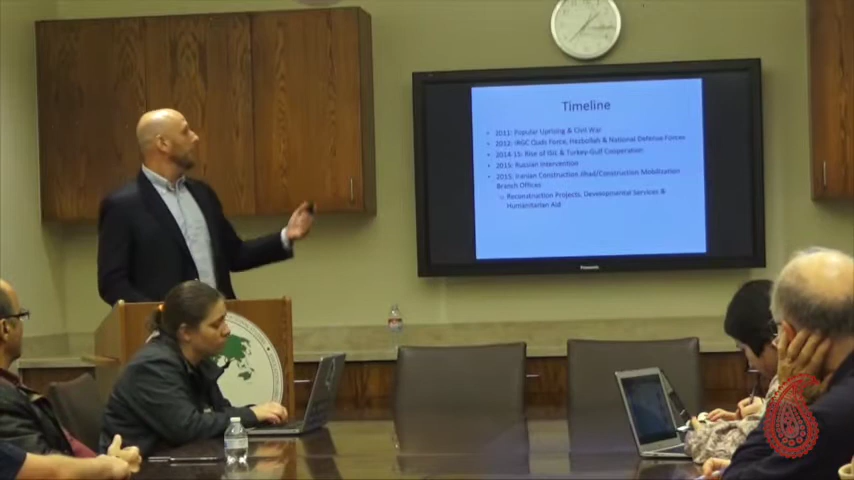 Timeline
• 2011: Popular Uprising & Civil War
• 2012: IRGC Quds Force, Hezbollah & National Defense Forces
• 2014-15: Rise of ISIL & Turkey-Gulf Cooperation
• 2015: Russian Intervention
• 2015: Iranian Construction Jihad/Construction Mobilization
Branch Offices
Reconstruction Projects, Developmental Services &
Humanitarian Aid
Panasonic